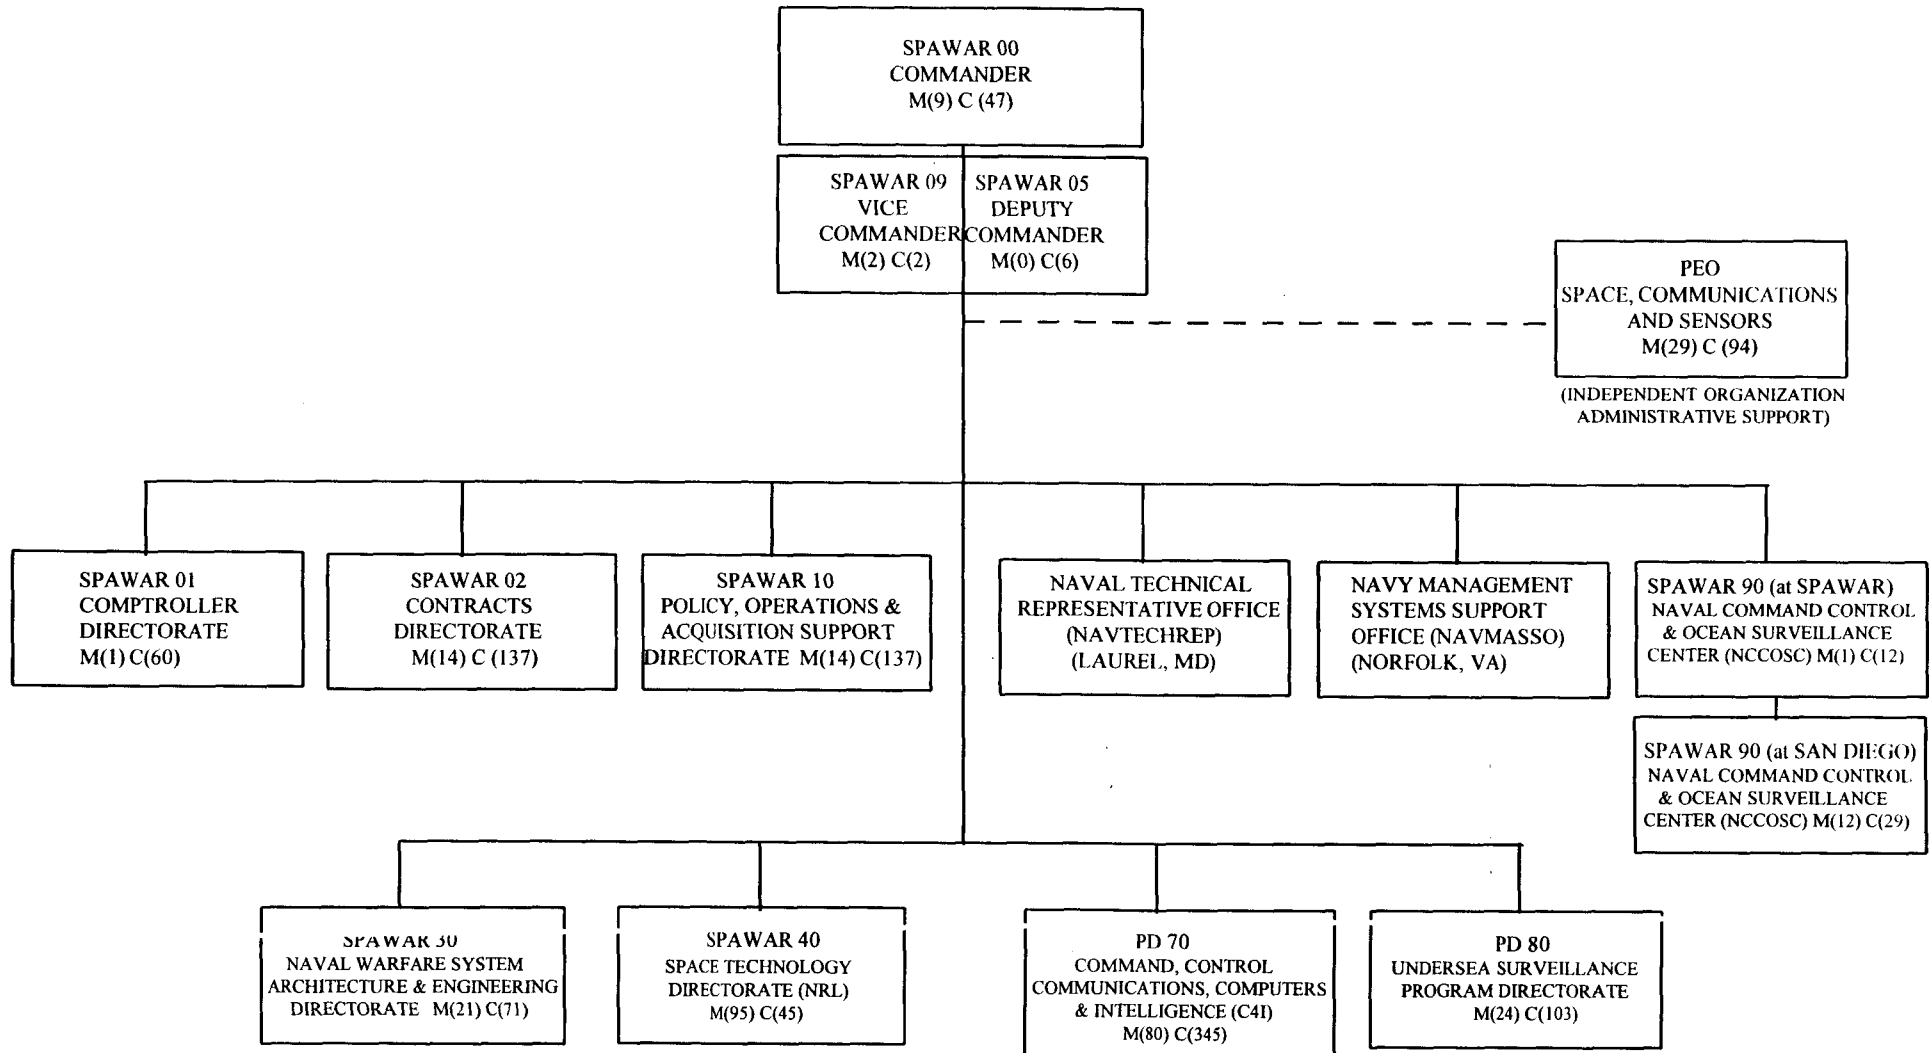 SPAWAR 00
COMMANDER
M(9) C (47)
SPAWAR 09
VICE
COMMANDER
M(2) C(2)
SPAWAR 05
DEPUTY
COMMANDER
M(0) C(6)
PEO
SPACE, COMMUNICATIONS
AND SENSORS
M(29) C (94)
(INDEPENDENT ORGANIZATION
ADMINISTRATIVE SUPPORT)
SPAWAR 01
COMPTROLLER
DIRECTORATE
M(1) C(60)
SPAWAR 02
CONTRACTS
DIRECTORATE
M(14) C (137)
SPAWAR 10
POLICY, OPERATIONS &
ACQUISITION SUPPORT
DIRECTORATE M(14) C(137)
NAVAL TECHNICAL
REPRESENTATIVE OFFICE
(NAVTECHREP)
(LAUREL, MD)
NAVY MANAGEMENT
SYSTEMS SUPPORT
OFFICE (NAVMASSO)
(NORFOLK, VA)
SPAWAR 90 (at SPAWAR)
NAVAL COMMAND CONTROL
& OCEAN SURVEILLANCE
CENTER (NCCOSC) M(1) C(12)
SPAWAR 90 (at SAN DIEGO)
NAVAL COMMAND CONTROL
& OCEAN SURVEILLANCE
CENTER (NCCOSC) M(12) C(29)
SPAWAR 30
NAVAL WARFARE SYSTEM
ARCHITECTURE & ENGINEERING
DIRECTORATE M(21) C(71)
SPAWAR 40
SPACE TECHNOLOGY
DIRECTORATE (NRL)
M(95) C(45)
PD 70
COMMAND, CONTROL
COMMUNICATIONS, COMPUTERS
& INTELLIGENCE (C4I)
M(80) C(345)
PD 80
UNDERSEA SURVEILLANCE
PROGRAM DIRECTORATE
M(24) C(103)